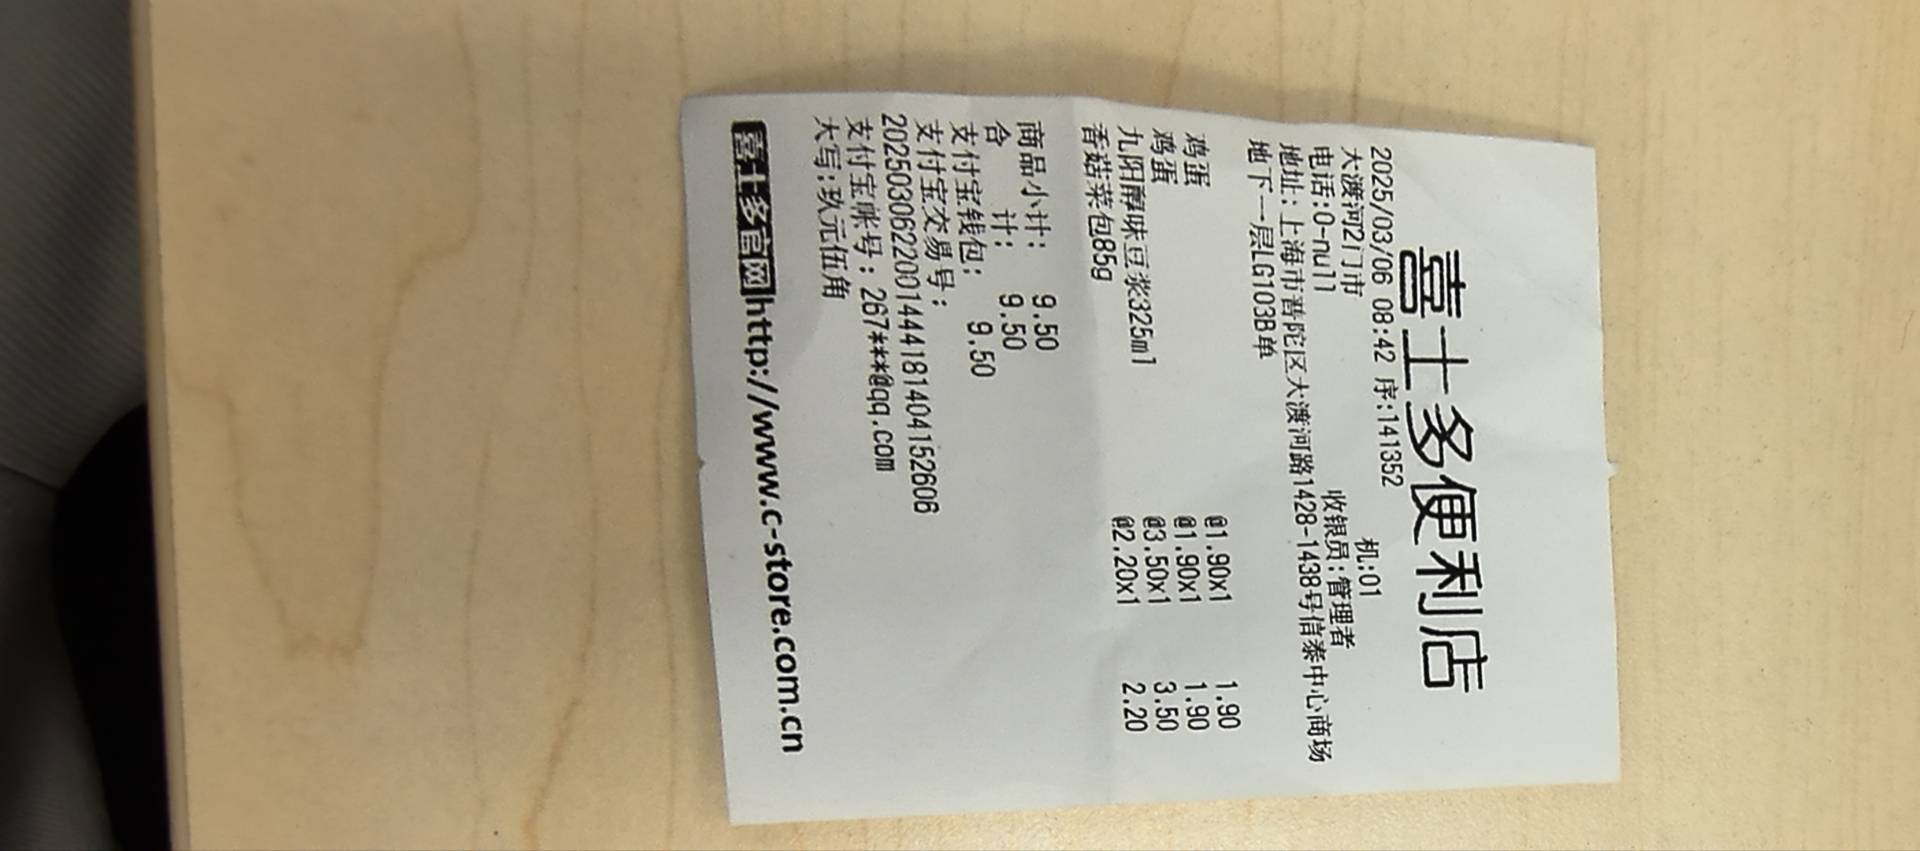 喜士多便利店
2025/03/06 08:42 序:141352
大渡河2门市 机:01
电话:0-null 收银员:管理者
地址:上海市普陀区大渡河路1428-1438号信泰中心商场
地下一层LG103B单
鸡蛋 @1.90x1 1.90
鸡蛋 @1.90x1 1.90
九阳醇味豆浆325ml @3.50x1 3.50
香菇菜包85g @2.20x1 2.20
商品小计: 9.50
合 计: 9.50
支付宝钱包: 9.50
支付宝交易号:
2025030622001444181404152606
支付宝帐号:267***@qq.com
大写:玖元伍角
喜士多官网http://www.c-store.com.cn